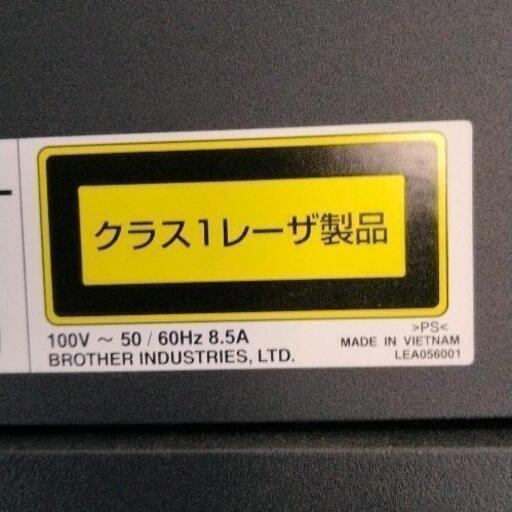 クラス1レーザ製品
100V ～ 50 / 60Hz 8.5A
BROTHER INDUSTRIES, LTD.
>PS<
MADE IN VIETNAM
LEA056001